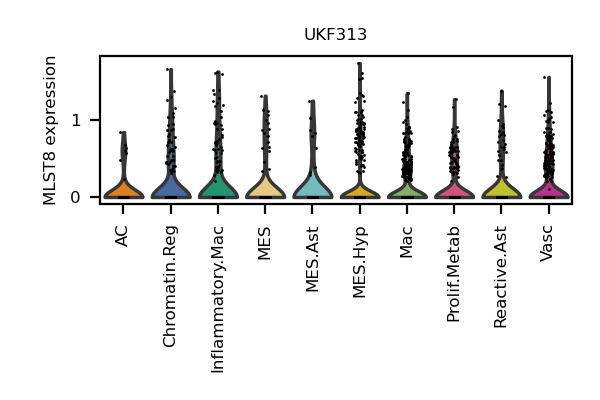 UKF313
MLST8 expression
1
0
AC
Chromatin.Reg
Inflammatory.Mac
MES
MES.Ast
MES.Hyp
Mac
Prolif.Metab
Reactive.Ast
Vasc